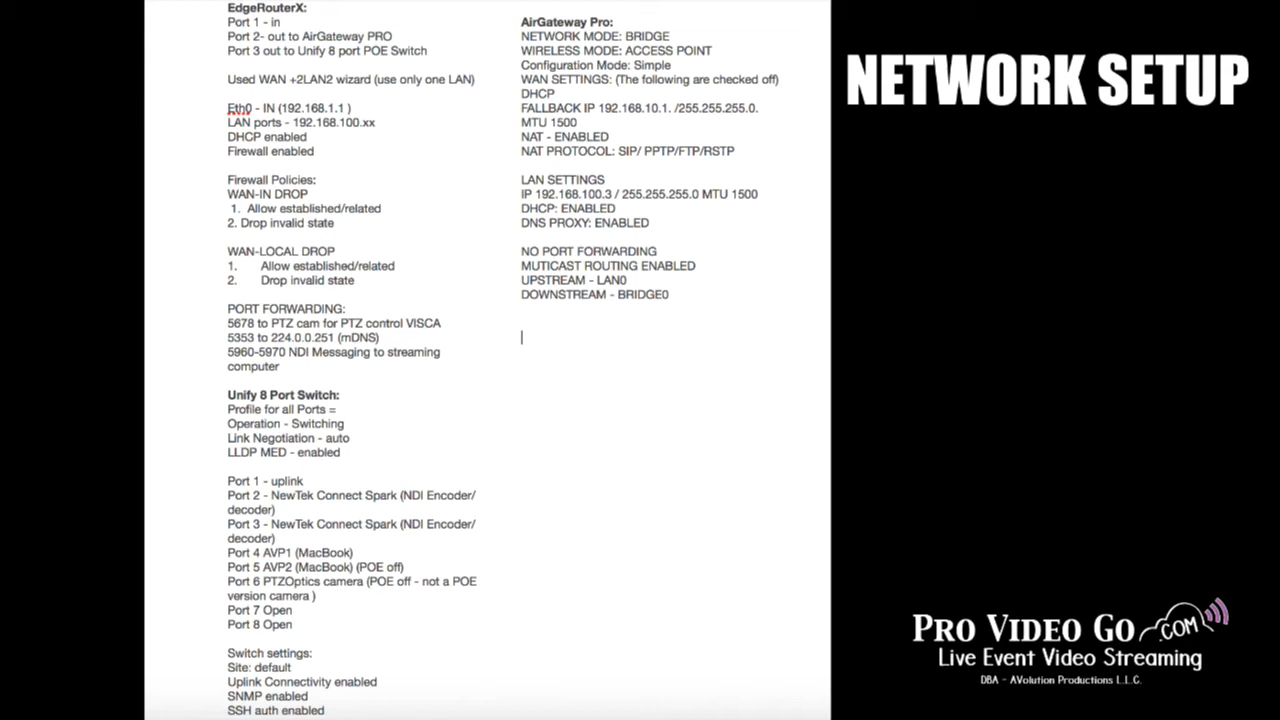 EdgeRouterX:
Port 1 - in
Port 2- out to AirGateway PRO
Port 3 out to Unify 8 port POE Switch
Used WAN +2LAN2 wizard (use only one LAN)
Eth0 - IN (192.168.1.1 )
LAN ports - 192.168.100.xx
DHCP enabled
Firewall enabled
Firewall Policies:
WAN-IN DROP
1. Allow established/related
2. Drop invalid state
WAN-LOCAL DROP
1. Allow established/related
2. Drop invalid state
PORT FORWARDING:
5678 to PTZ cam for PTZ control VISCA
5353 to 224.0.0.251 (mDNS)
5960-5970 NDI Messaging to streaming
computer
Unify 8 Port Switch:
Profile for all Ports =
Operation - Switching
Link Negotiation - auto
LLDP MED - enabled
Port 1 - uplink
Port 2 - NewTek Connect Spark (NDI Encoder/
decoder)
Port 3 - NewTek Connect Spark (NDI Encoder/
decoder)
Port 4 AVP1 (MacBook)
Port 5 AVP2 (MacBook) (POE off)
Port 6 PTZOptics camera (POE off - not a POE
version camera )
Port 7 Open
Port 8 Open
Switch settings:
Site: default
Uplink Connectivity enabled
SNMP enabled
SSH auth enabled
AirGateway Pro:
NETWORK MODE: BRIDGE
WIRELESS MODE: ACCESS POINT
Configuration Mode: Simple
WAN SETTINGS: (The following are checked off)
DHCP
FALLBACK IP 192.168.10.1. /255.255.255.0.
MTU 1500
NAT - ENABLED
NAT PROTOCOL: SIP/ PPTP/FTP/RSTP
LAN SETTINGS
IP 192.168.100.3 / 255.255.255.0 MTU 1500
DHCP: ENABLED
DNS PROXY: ENABLED
NO PORT FORWARDING
MUTICAST ROUTING ENABLED
UPSTREAM - LAN0
DOWNSTREAM - BRIDGE0
NETWORK SETUP
PRO VIDEO GO .COM
Live Event Video Streaming
DBA - AVolution Productions L.L.C.